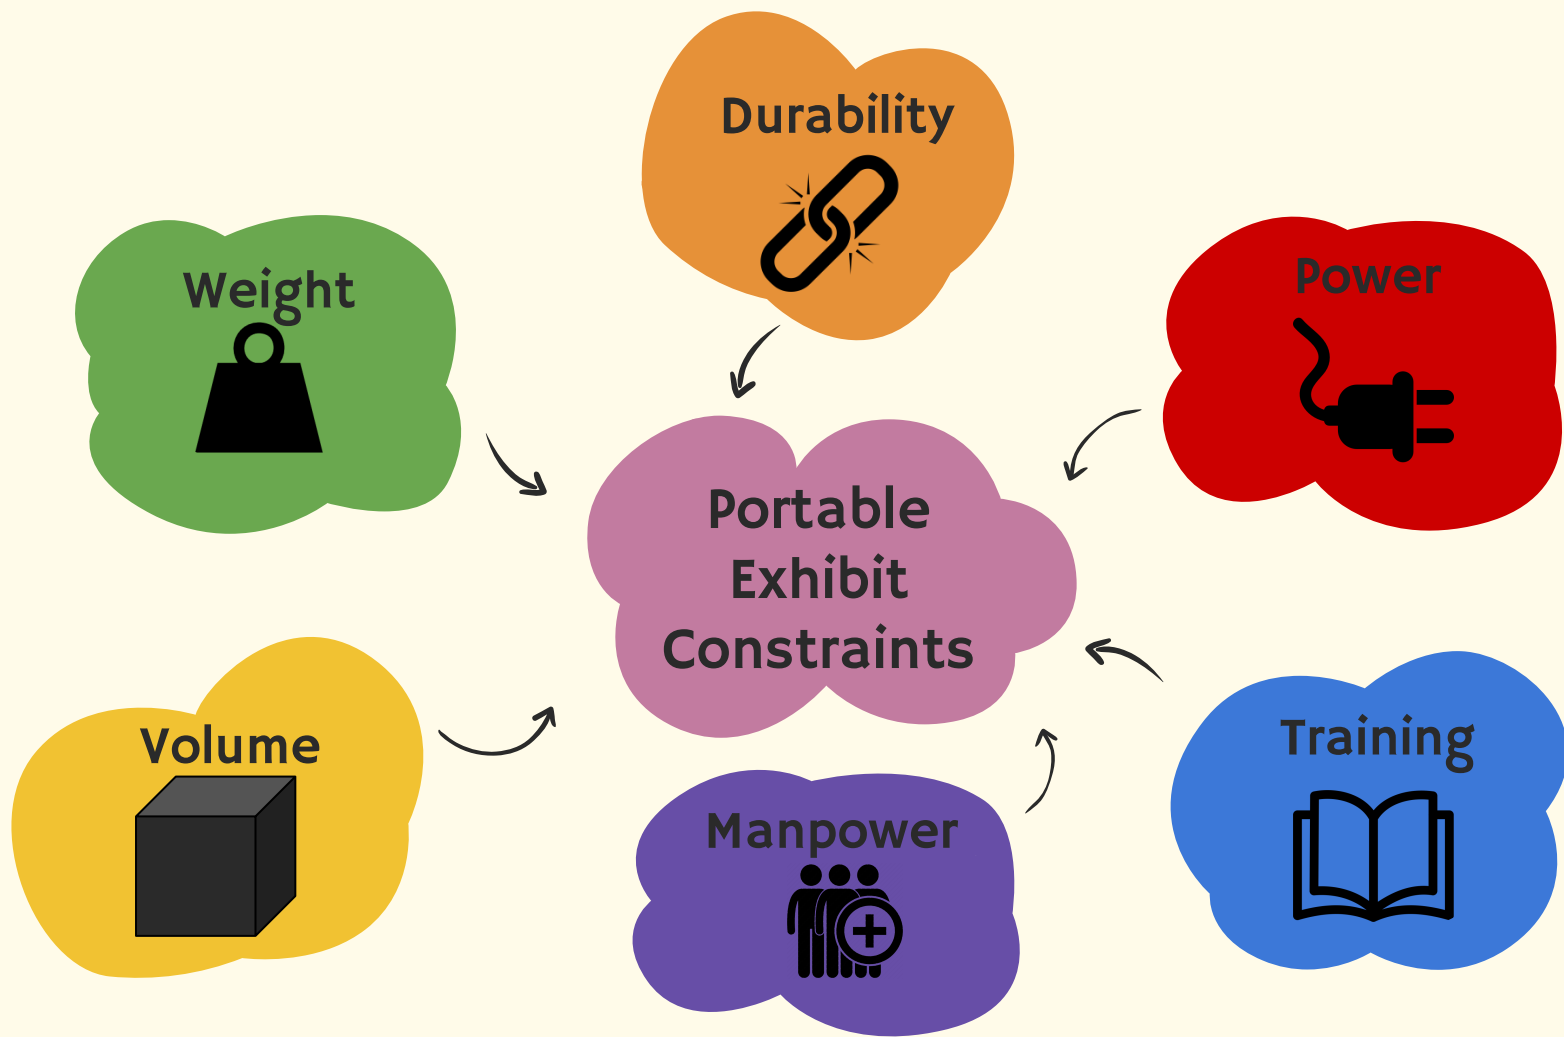 Durability
Weight
Power
Portable
Exhibit
Constraints
Volume
Training
Manpower